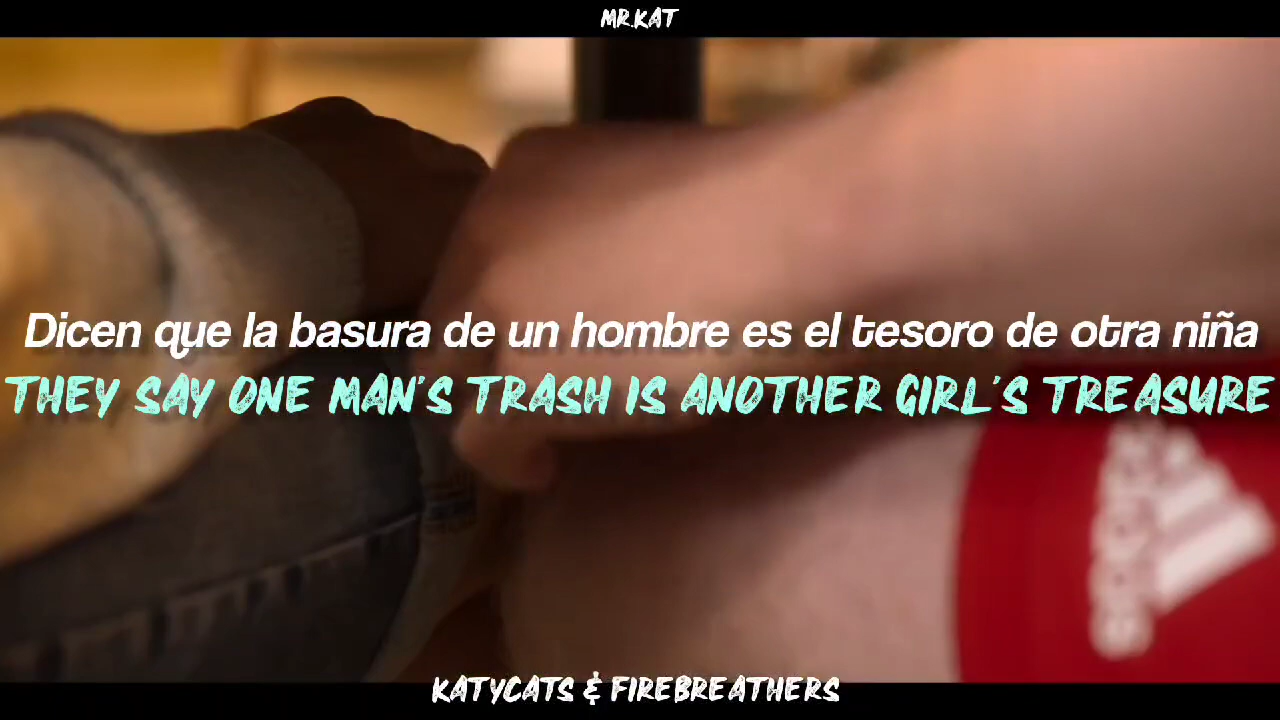 MR.KAT
Dicen que la basura de un hombre es el tesoro de otra niña
THEY SAY ONE MAN'S TRASH IS ANOTHER GIRL'S TREASURE
adidas
KATYCATS & FIREBREATHERS